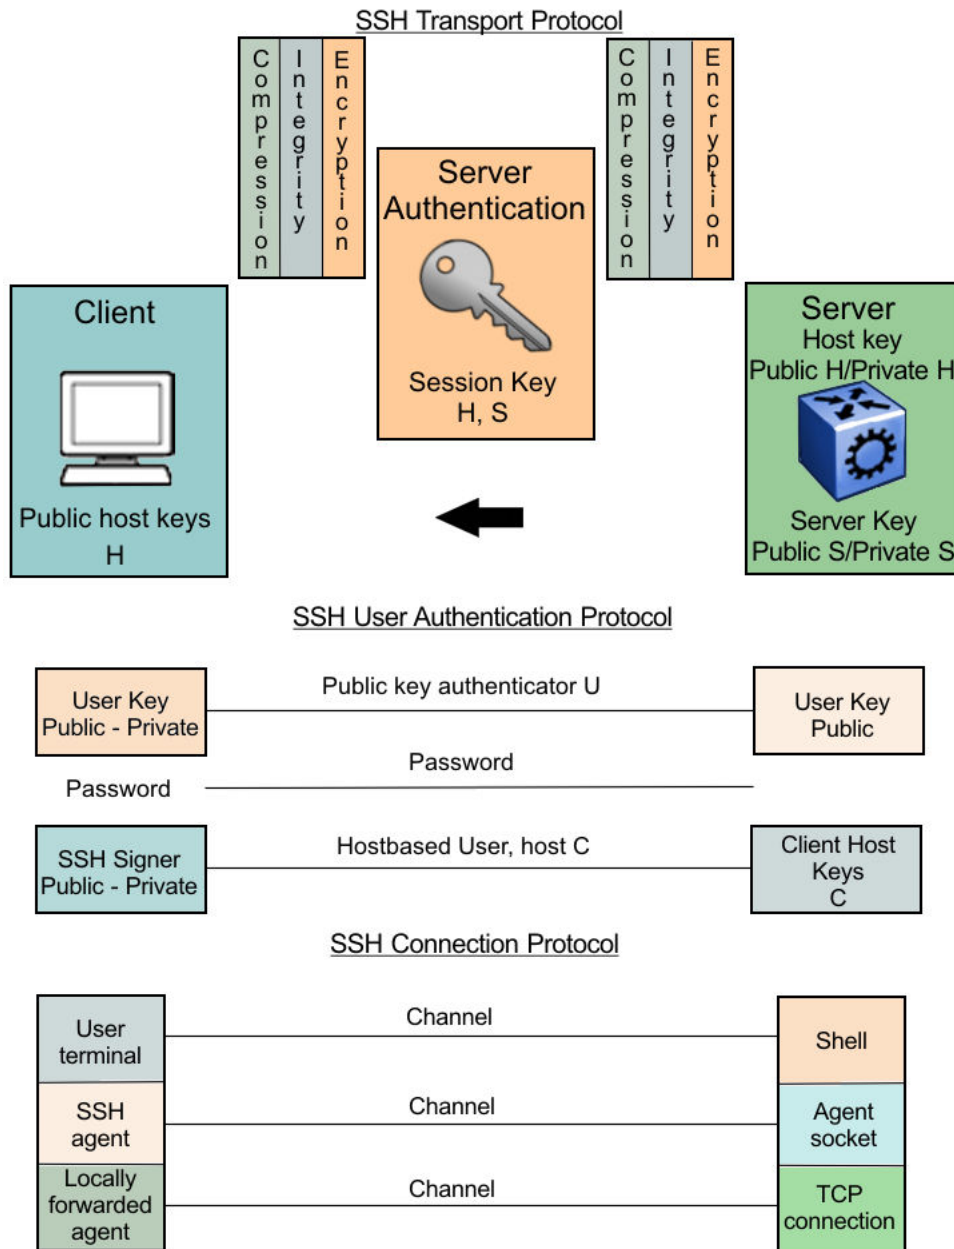 SSH Transport Protocol
Compression
Integrity
Encryption
Compression
Integrity
Encryption
Server
Authentication
Session Key
H, S
Client
Public host keys
H
Server
Host key
Public H/Private H
Server Key
Public S/Private S
SSH User Authentication Protocol
User Key
Public - Private
Public key authenticator U
User Key
Public
Password
Password
SSH Signer
Public - Private
Hostbased User, host C
Client Host
Keys
C
SSH Connection Protocol
User
terminal
Channel
Shell
SSH
agent
Channel
Agent
socket
Locally
forwarded
agent
Channel
TCP
connection